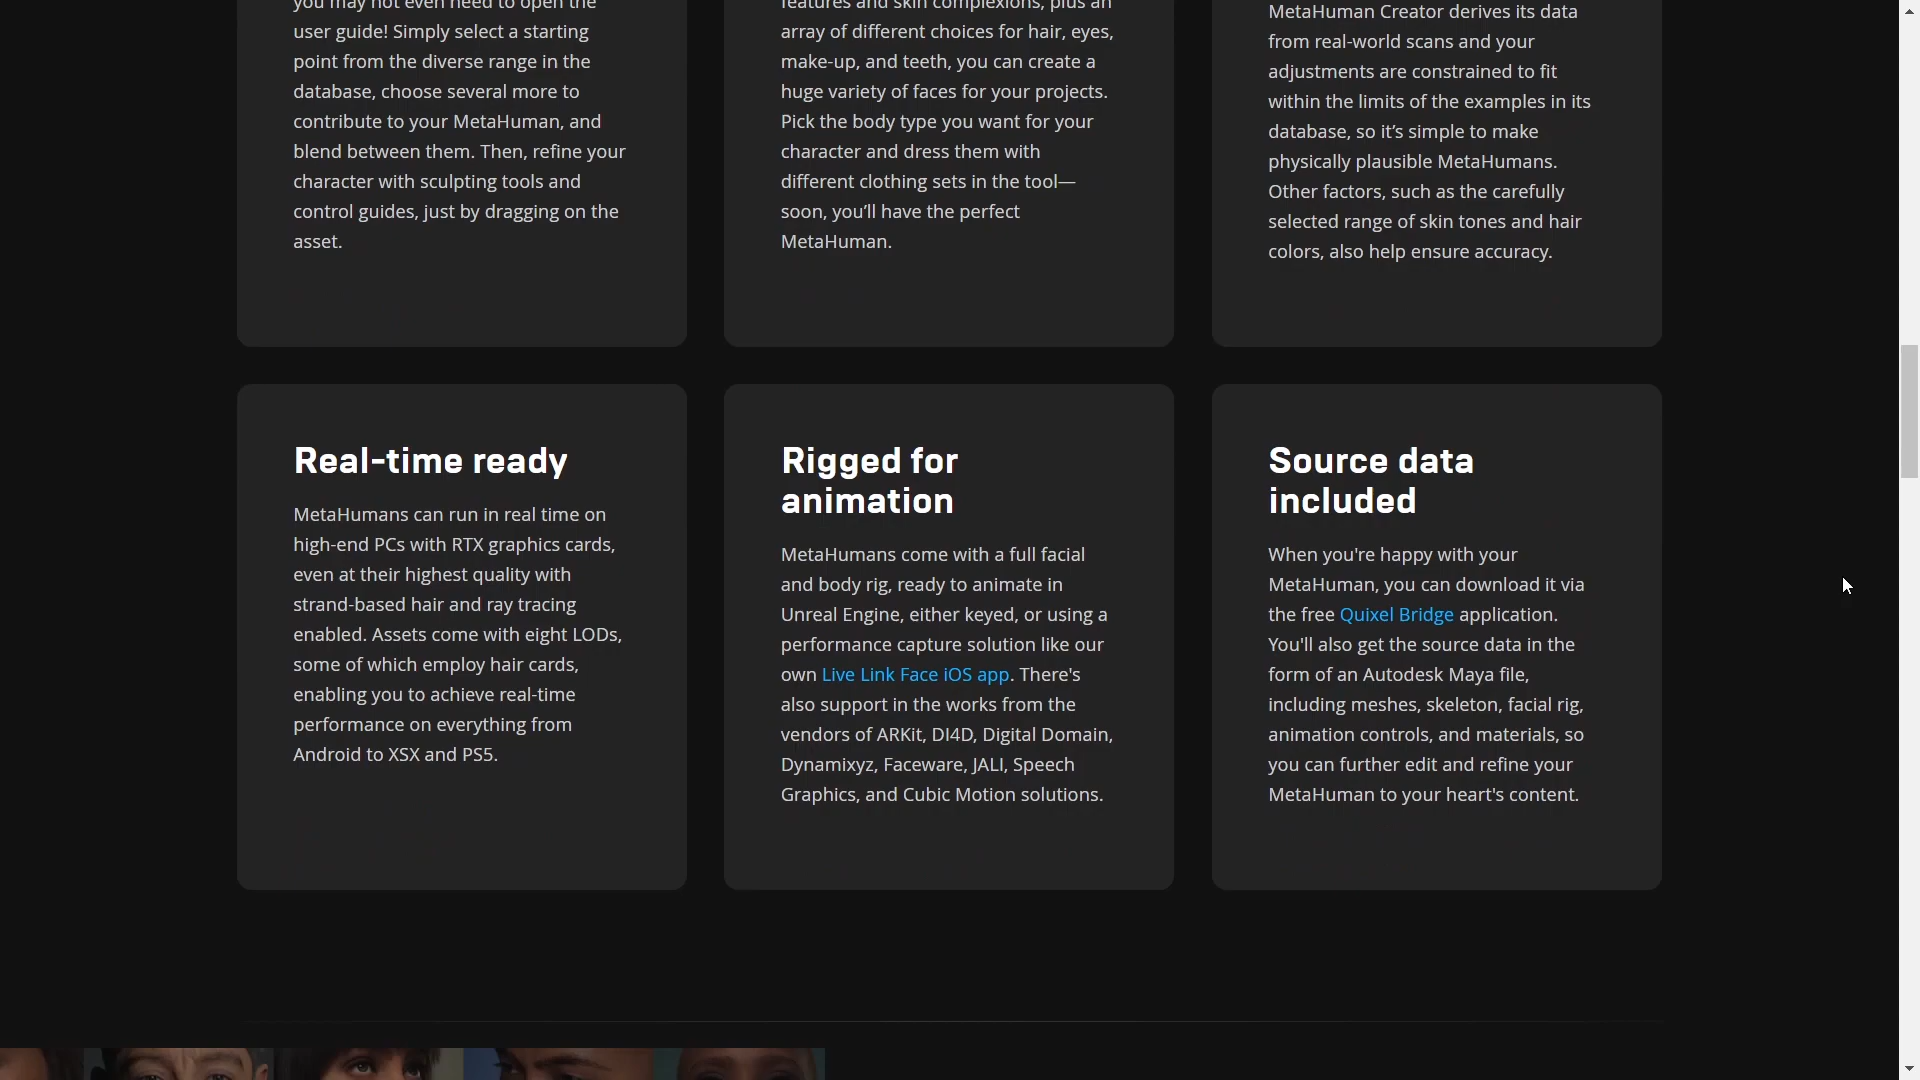 you may not even need to open the
user guide! Simply select a starting
point from the diverse range in the
database, choose several more to
contribute to your MetaHuman, and
blend between them. Then, refine your
character with sculpting tools and
control guides, just by dragging on the
asset.
features and skin complexions, plus an
array of different choices for hair, eyes,
make-up, and teeth, you can create a
huge variety of faces for your projects.
Pick the body type you want for your
character and dress them with
different clothing sets in the tool—
soon, you’ll have the perfect
MetaHuman.
MetaHuman Creator derives its data
from real-world scans and your
adjustments are constrained to fit
within the limits of the examples in its
database, so it’s simple to make
physically plausible MetaHumans.
Other factors, such as the carefully
selected range of skin tones and hair
colors, also help ensure accuracy.
Real-time ready
MetaHumans can run in real time on
high-end PCs with RTX graphics cards,
even at their highest quality with
strand-based hair and ray tracing
enabled. Assets come with eight LODs,
some of which employ hair cards,
enabling you to achieve real-time
performance on everything from
Android to XSX and PS5.
Rigged for
animation
MetaHumans come with a full facial
and body rig, ready to animate in
Unreal Engine, either keyed, or using a
performance capture solution like our
own Live Link Face iOS app. There's
also support in the works from the
vendors of ARKit, DI4D, Digital Domain,
Dynamixyz, Faceware, JALI, Speech
Graphics, and Cubic Motion solutions.
Source data
included
When you're happy with your
MetaHuman, you can download it via
the free Quixel Bridge application.
You'll also get the source data in the
form of an Autodesk Maya file,
including meshes, skeleton, facial rig,
animation controls, and materials, so
you can further edit and refine your
MetaHuman to your heart's content.